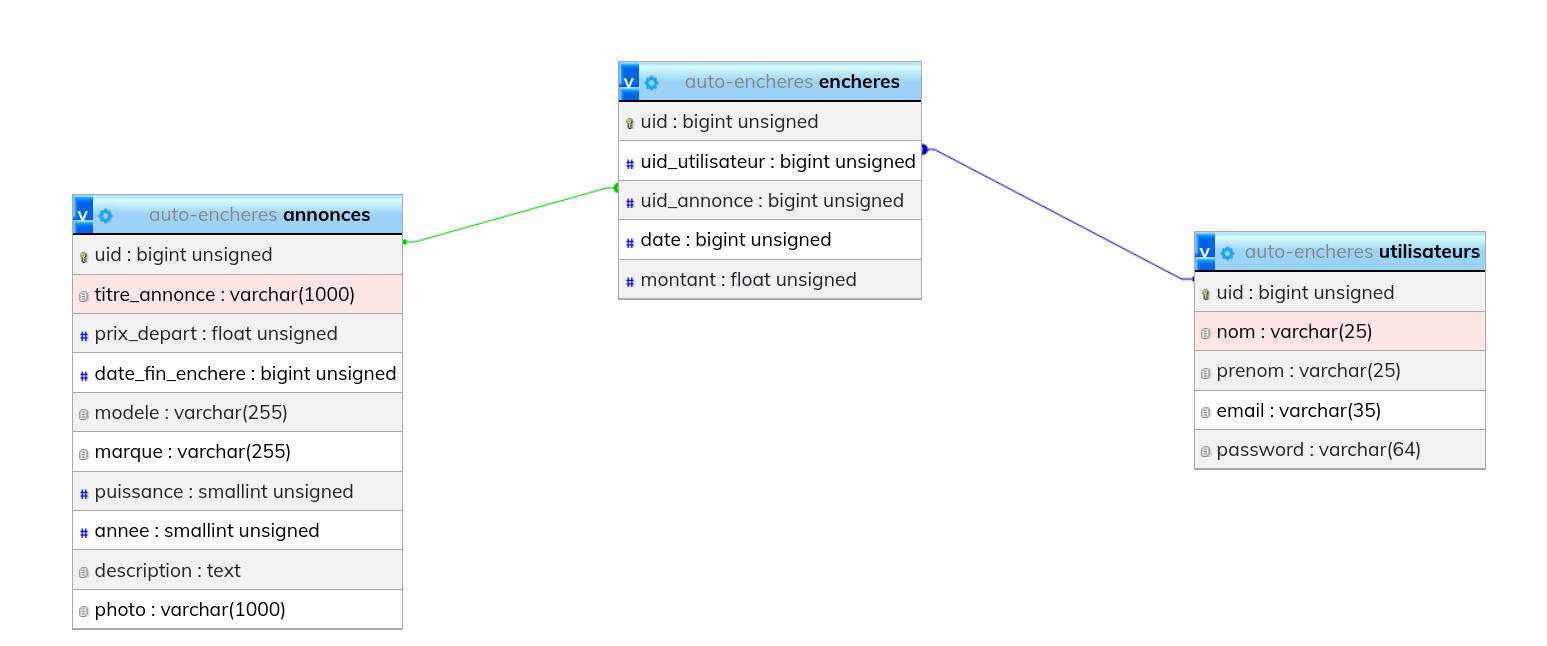 v auto-encheres annonces
uid : bigint unsigned
titre_annonce : varchar(1000)
# prix_depart : float unsigned
# date_fin_enchere : bigint unsigned
modele : varchar(255)
marque : varchar(255)
# puissance : smallint unsigned
# annee : smallint unsigned
description : text
photo : varchar(1000)
v auto-encheres encheres
uid : bigint unsigned
# uid_utilisateur : bigint unsigned
# uid_annonce : bigint unsigned
# date : bigint unsigned
# montant : float unsigned
v auto-encheres utilisateurs
uid : bigint unsigned
nom : varchar(25)
prenom : varchar(25)
email : varchar(35)
password : varchar(64)